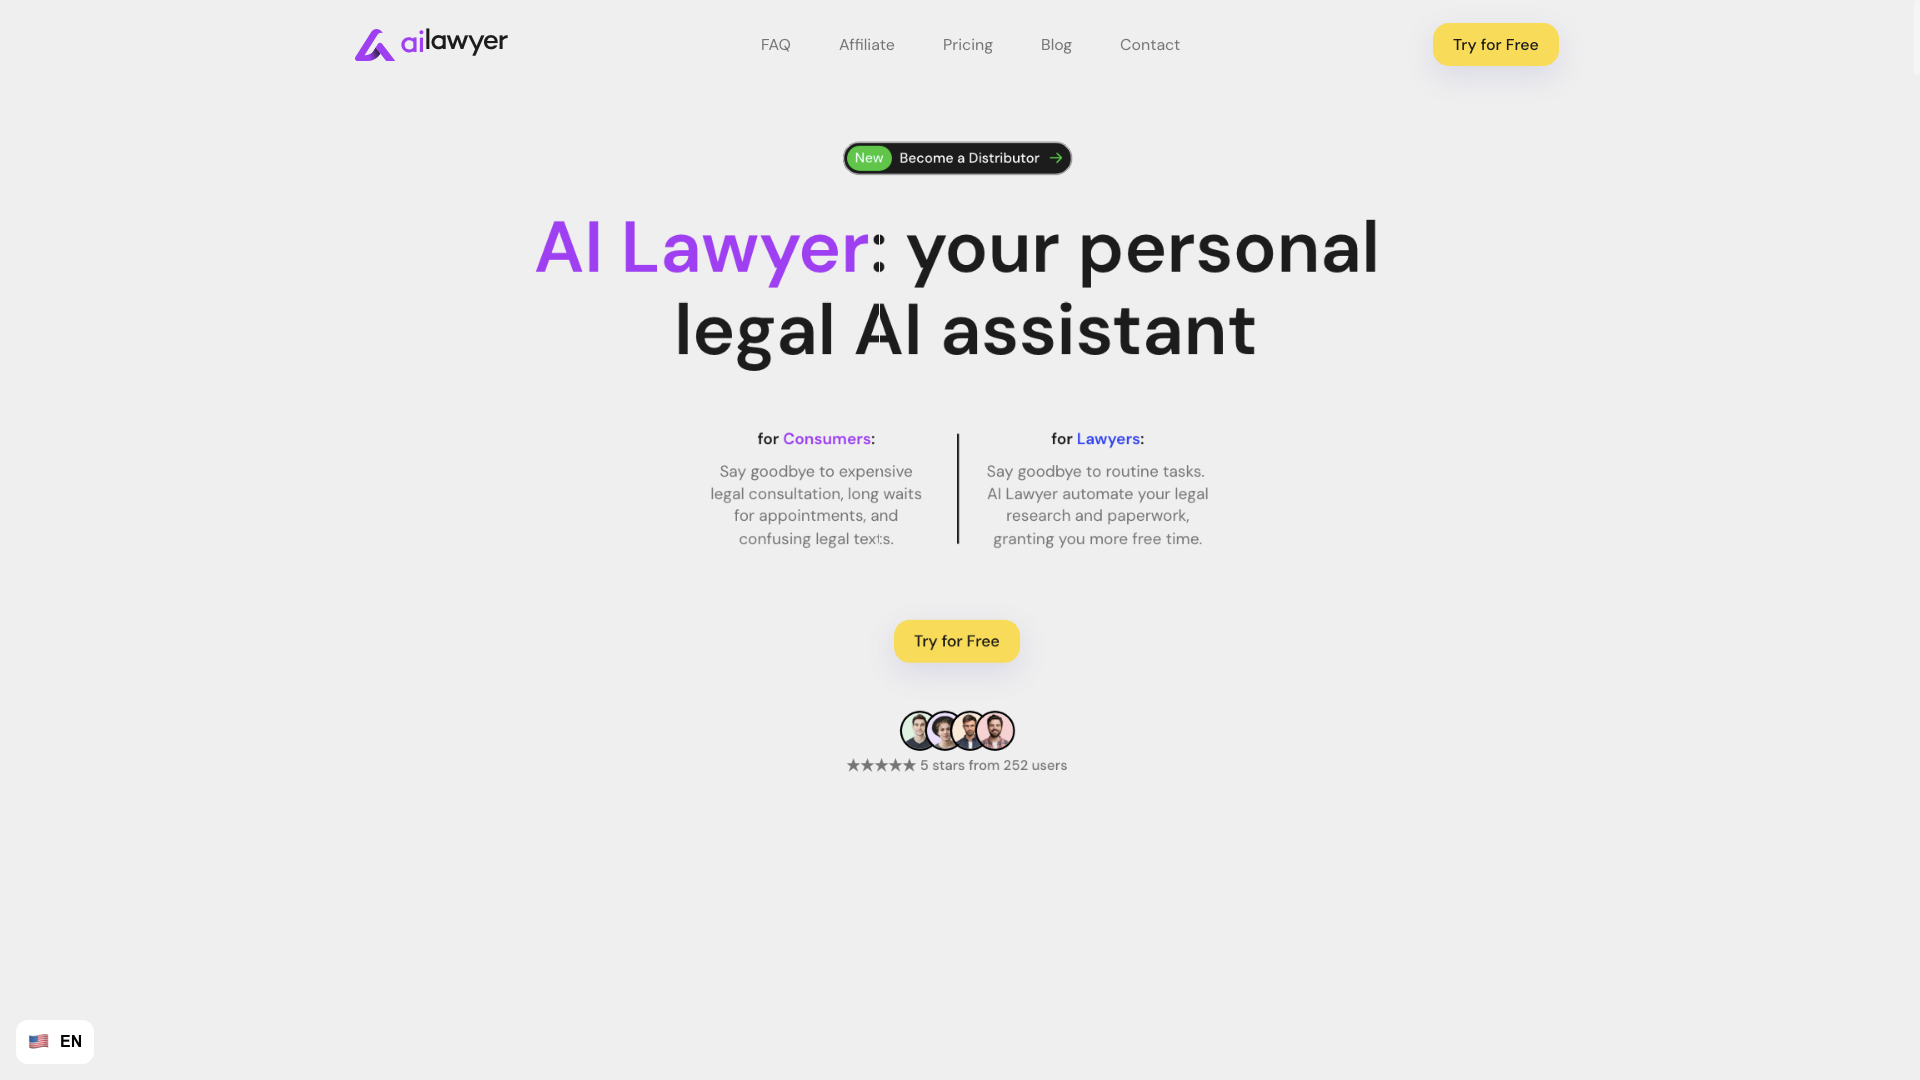 ailawyer
FAQ
Affiliate
Pricing
Blog
Contact
Try for Free
New Become a Distributor →
AI Lawyer: your personal
legal AI assistant
for Consumers:
Say goodbye to expensive
legal consultation, long waits
for appointments, and
confusing legal texts.
for Lawyers:
Say goodbye to routine tasks.
AI Lawyer automate your legal
research and paperwork,
granting you more free time.
Try for Free
★★★★★ 5 stars from 252 users
EN